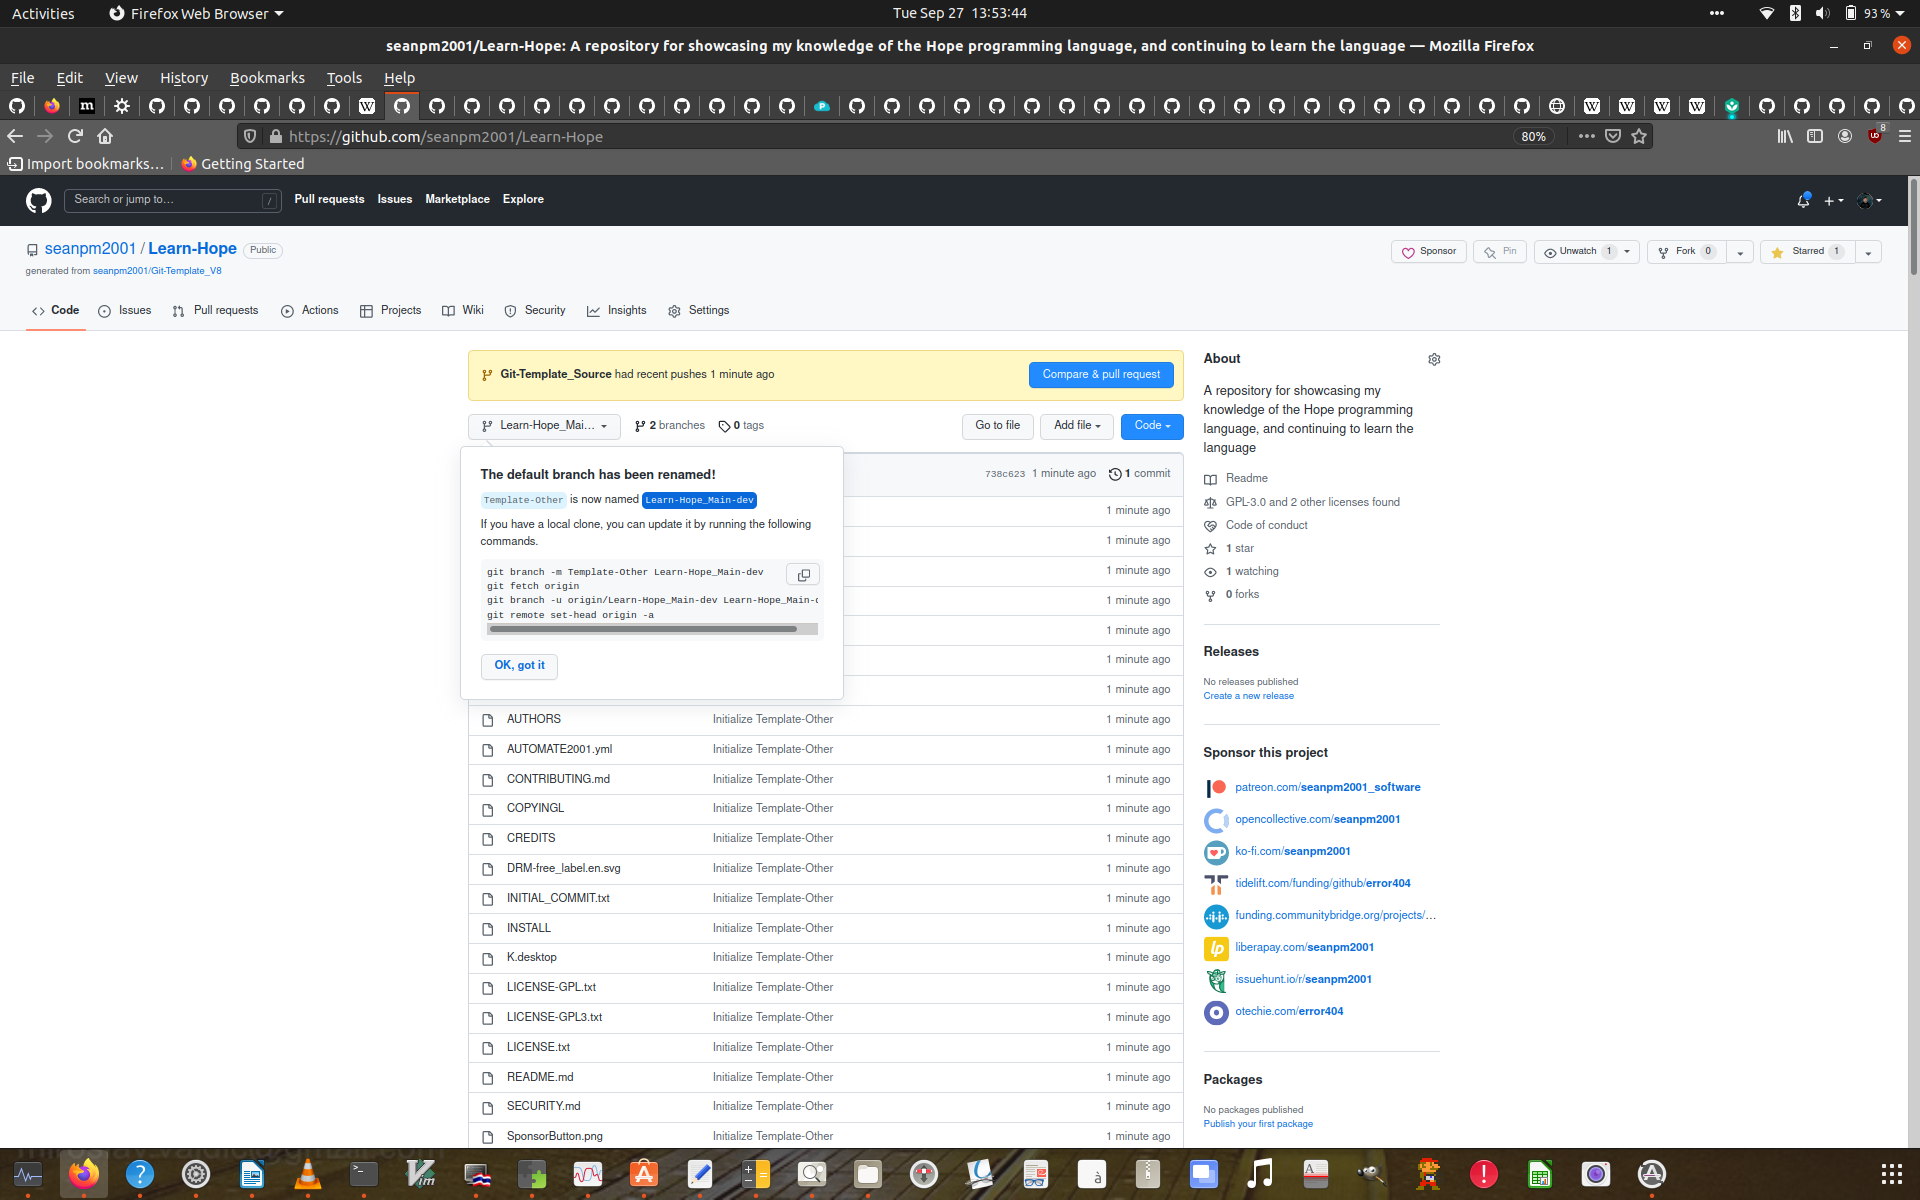 Activities
Firefox Web Browser
Tue Sep 27 13:53:44
93 %
seanpm2001/Learn-Hope: A repository for showcasing my knowledge of the Hope programming language, and continuing to learn the language — Mozilla Firefox
File Edit View History Bookmarks Tools Help
https://github.com/seanpm2001/Learn-Hope
80%
8
Import bookmarks...
Getting Started
Search or jump to...
/
Pull requests
Issues
Marketplace
Explore
seanpm2001 / Learn-Hope
Public
generated from seanpm2001/Git-Template_V8
Sponsor
Pin
Unwatch 1
Fork 0
Starred 1
Code
Issues
Pull requests
Actions
Projects
Wiki
Security
Insights
Settings
Git-Template_Source had recent pushes 1 minute ago
Compare & pull request
Learn-Hope_Mai...
2 branches
0 tags
Go to file
Add file
Code
738c623 1 minute ago
1 commit
The default branch has been renamed!
Template-Other is now named Learn-Hope_Main-dev
If you have a local clone, you can update it by running the following
commands.
git branch -m Template-Other Learn-Hope_Main-dev
git fetch origin
git branch -u origin/Learn-Hope_Main-dev Learn-Hope_Main-
git remote set-head origin -a
OK, got it
1 minute ago
1 minute ago
1 minute ago
1 minute ago
1 minute ago
1 minute ago
1 minute ago
AUTHORS Initialize Template-Other 1 minute ago
AUTOMATE2001.yml Initialize Template-Other 1 minute ago
CONTRIBUTING.md Initialize Template-Other 1 minute ago
COPYINGL Initialize Template-Other 1 minute ago
CREDITS Initialize Template-Other 1 minute ago
DRM-free_label.en.svg Initialize Template-Other 1 minute ago
INITIAL_COMMIT.txt Initialize Template-Other 1 minute ago
INSTALL Initialize Template-Other 1 minute ago
K.desktop Initialize Template-Other 1 minute ago
LICENSE-GPL.txt Initialize Template-Other 1 minute ago
LICENSE-GPL3.txt Initialize Template-Other 1 minute ago
LICENSE.txt Initialize Template-Other 1 minute ago
README.md Initialize Template-Other 1 minute ago
SECURITY.md Initialize Template-Other 1 minute ago
SponsorButton.png Initialize Template-Other 1 minute ago
About
A repository for showcasing my
knowledge of the Hope programming
language, and continuing to learn the
language
Readme
GPL-3.0 and 2 other licenses found
Code of conduct
1 star
1 watching
0 forks
Releases
No releases published
Create a new release
Sponsor this project
patreon.com/seanpm2001_software
opencollective.com/seanpm2001
ko-fi.com/seanpm2001
tidelift.com/funding/github/error404
funding.communitybridge.org/projects/...
liberapay.com/seanpm2001
issuehunt.io/r/seanpm2001
otechie.com/error404
Packages
No packages published
Publish your first package